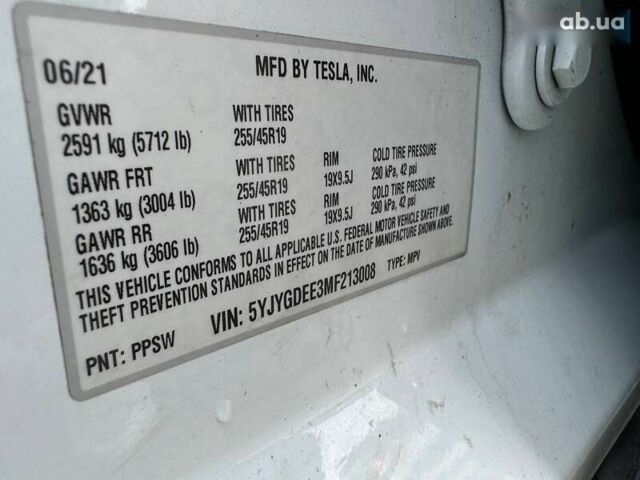 ab.ua
06/21 MFD BY TESLA, INC.
GVWR WITH TIRES
2591 kg (5712 lb) 255/45R19
GAWR FRT WITH TIRES RIM COLD TIRE PRESSURE
1363 kg (3004 lb) 255/45R19 19X9.5J 290 kPa, 42 psi
GAWR RR WITH TIRES RIM COLD TIRE PRESSURE
1636 kg (3606 lb) 255/45R19 19X9.5J 290 kPa, 42 psi
THIS VEHICLE CONFORMS TO ALL APPLICABLE U.S. FEDERAL MOTOR VEHICLE SAFETY AND
THEFT PREVENTION STANDARDS IN EFFECT ON THE DATE OF MANUFACTURE SHOWN ABOVE.
VIN: 5YJYGDEE3MF213008 TYPE: MPV
PNT: PPSW